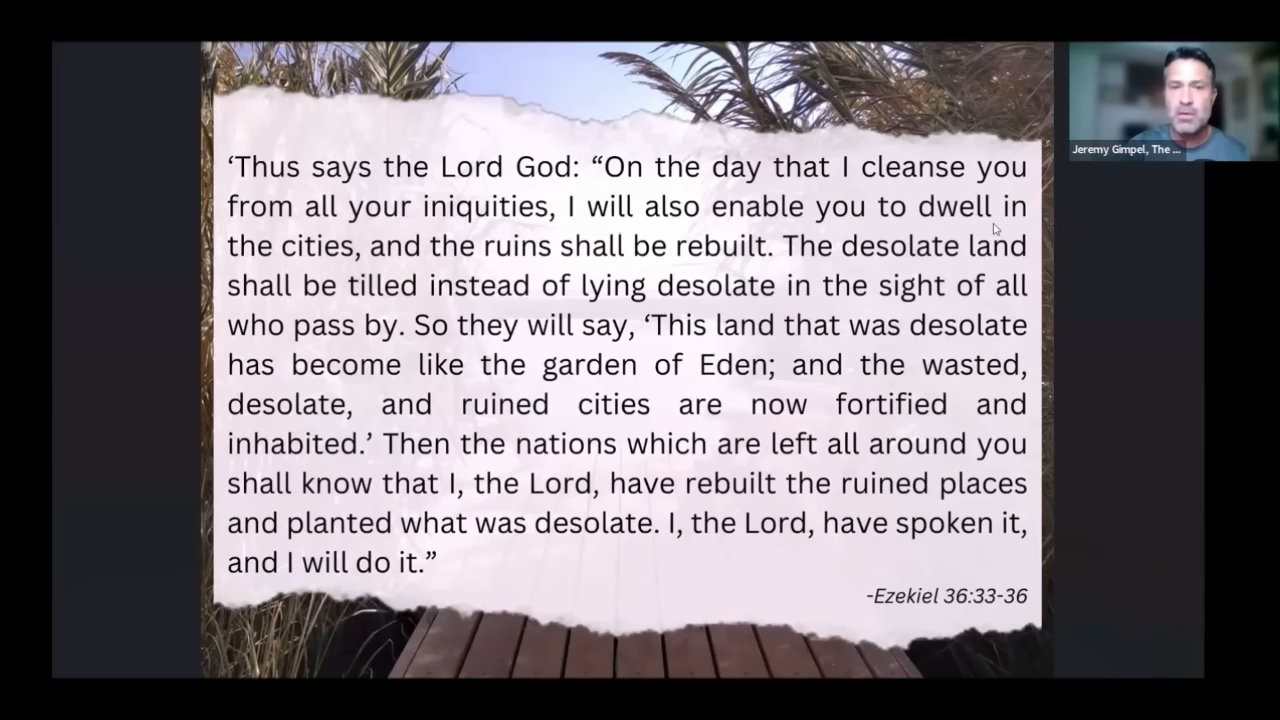 ‘Thus says the Lord God: “On the day that I cleanse you
from all your iniquities, I will also enable you to dwell in
the cities, and the ruins shall be rebuilt. The desolate land
shall be tilled instead of lying desolate in the sight of all
who pass by. So they will say, ‘This land that was desolate
has become like the garden of Eden; and the wasted,
desolate, and ruined cities are now fortified and
inhabited.’ Then the nations which are left all around you
shall know that I, the Lord, have rebuilt the ruined places
and planted what was desolate. I, the Lord, have spoken it,
and I will do it.”
-Ezekiel 36:33-36
Jeremy Gimpel, The ...